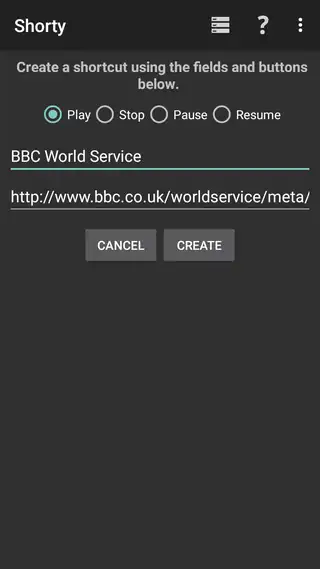 Shorty
Create a shortcut using the fields and buttons
below.
Play Stop Pause Resume
BBC World Service
http://www.bbc.co.uk/worldservice/meta/
CANCEL CREATE